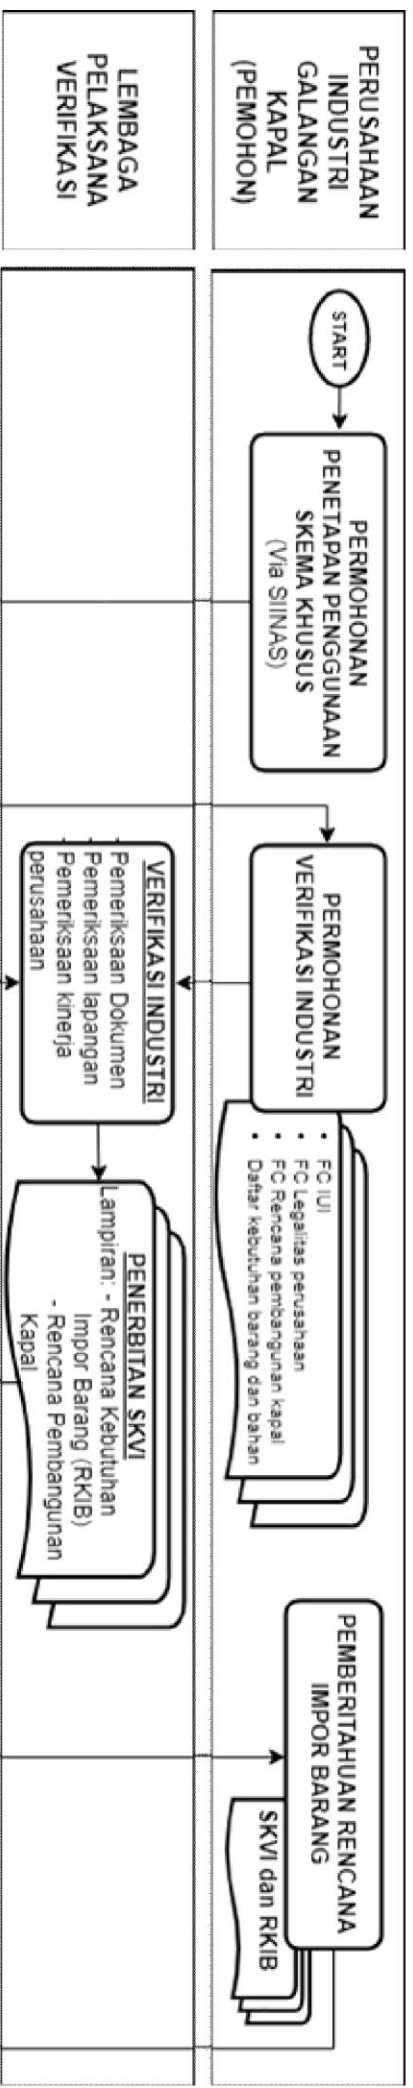 PERUSAHAAN
INDUSTRI
GALANGAN
KAPAL
(PEMOHON)
START
PERMOHONAN
PENETAPAN PENGGUNAAN
SKEMA KHUSUS
(Via SIINAS)
PERMOHONAN
VERIFIKASI INDUSTRI
• FC IUI
• FC Legalitas perusahaan
• FC Rencana pembangunan kapal
• Daftar kebutuhan barang dan bahan
PEMBERITAHUAN RENCANA
IMPOR BARANG
SKVI dan RKIB
LEMBAGA
PELAKSANA
VERIFIKASI
VERIFIKASI INDUSTRI
- Pemeriksaan Dokumen
- Pemeriksaan lapangan
- Pemeriksaan kinerja
perusahaan
PENERBITAN SKVI
Lampiran: - Rencana Kebutuhan
Impor Barang (RKIB)
- Rencana Pembangunan
Kapal